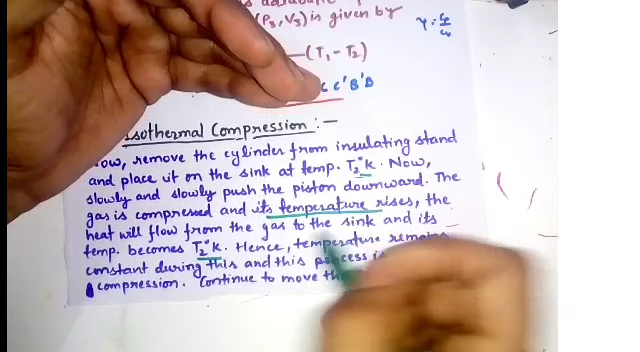 (P3, V3) is given by
γ = Cp/Cv
—(T1 – T2)
C C' B' B
Isothermal Compression :—
Now, remove the cylinder from insulating stand
and place it on the sink at temp. T2°K. Now,
slowly and slowly push the piston downward. The
gas is compressed and its temperature rises, the
heat will flow from the gas to the sink and its
temp. becomes T2°K. Hence, temperature remains
constant during this and this process is
compression. Continue to move